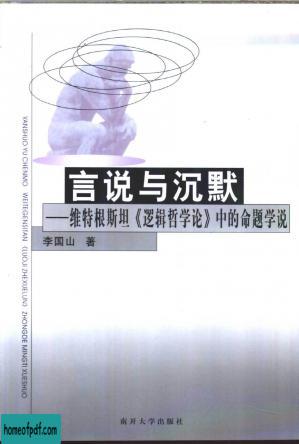 YANSHUO YU CHENMO WEITEGENSITAN 《LUOJI ZHEXUELUN》 ZHONGDE MINGTI XUESHUO
言说与沉默
——维特根斯坦《逻辑哲学论》中的命题学说
李国山 著
南开大学出版社
homeofpdf.com